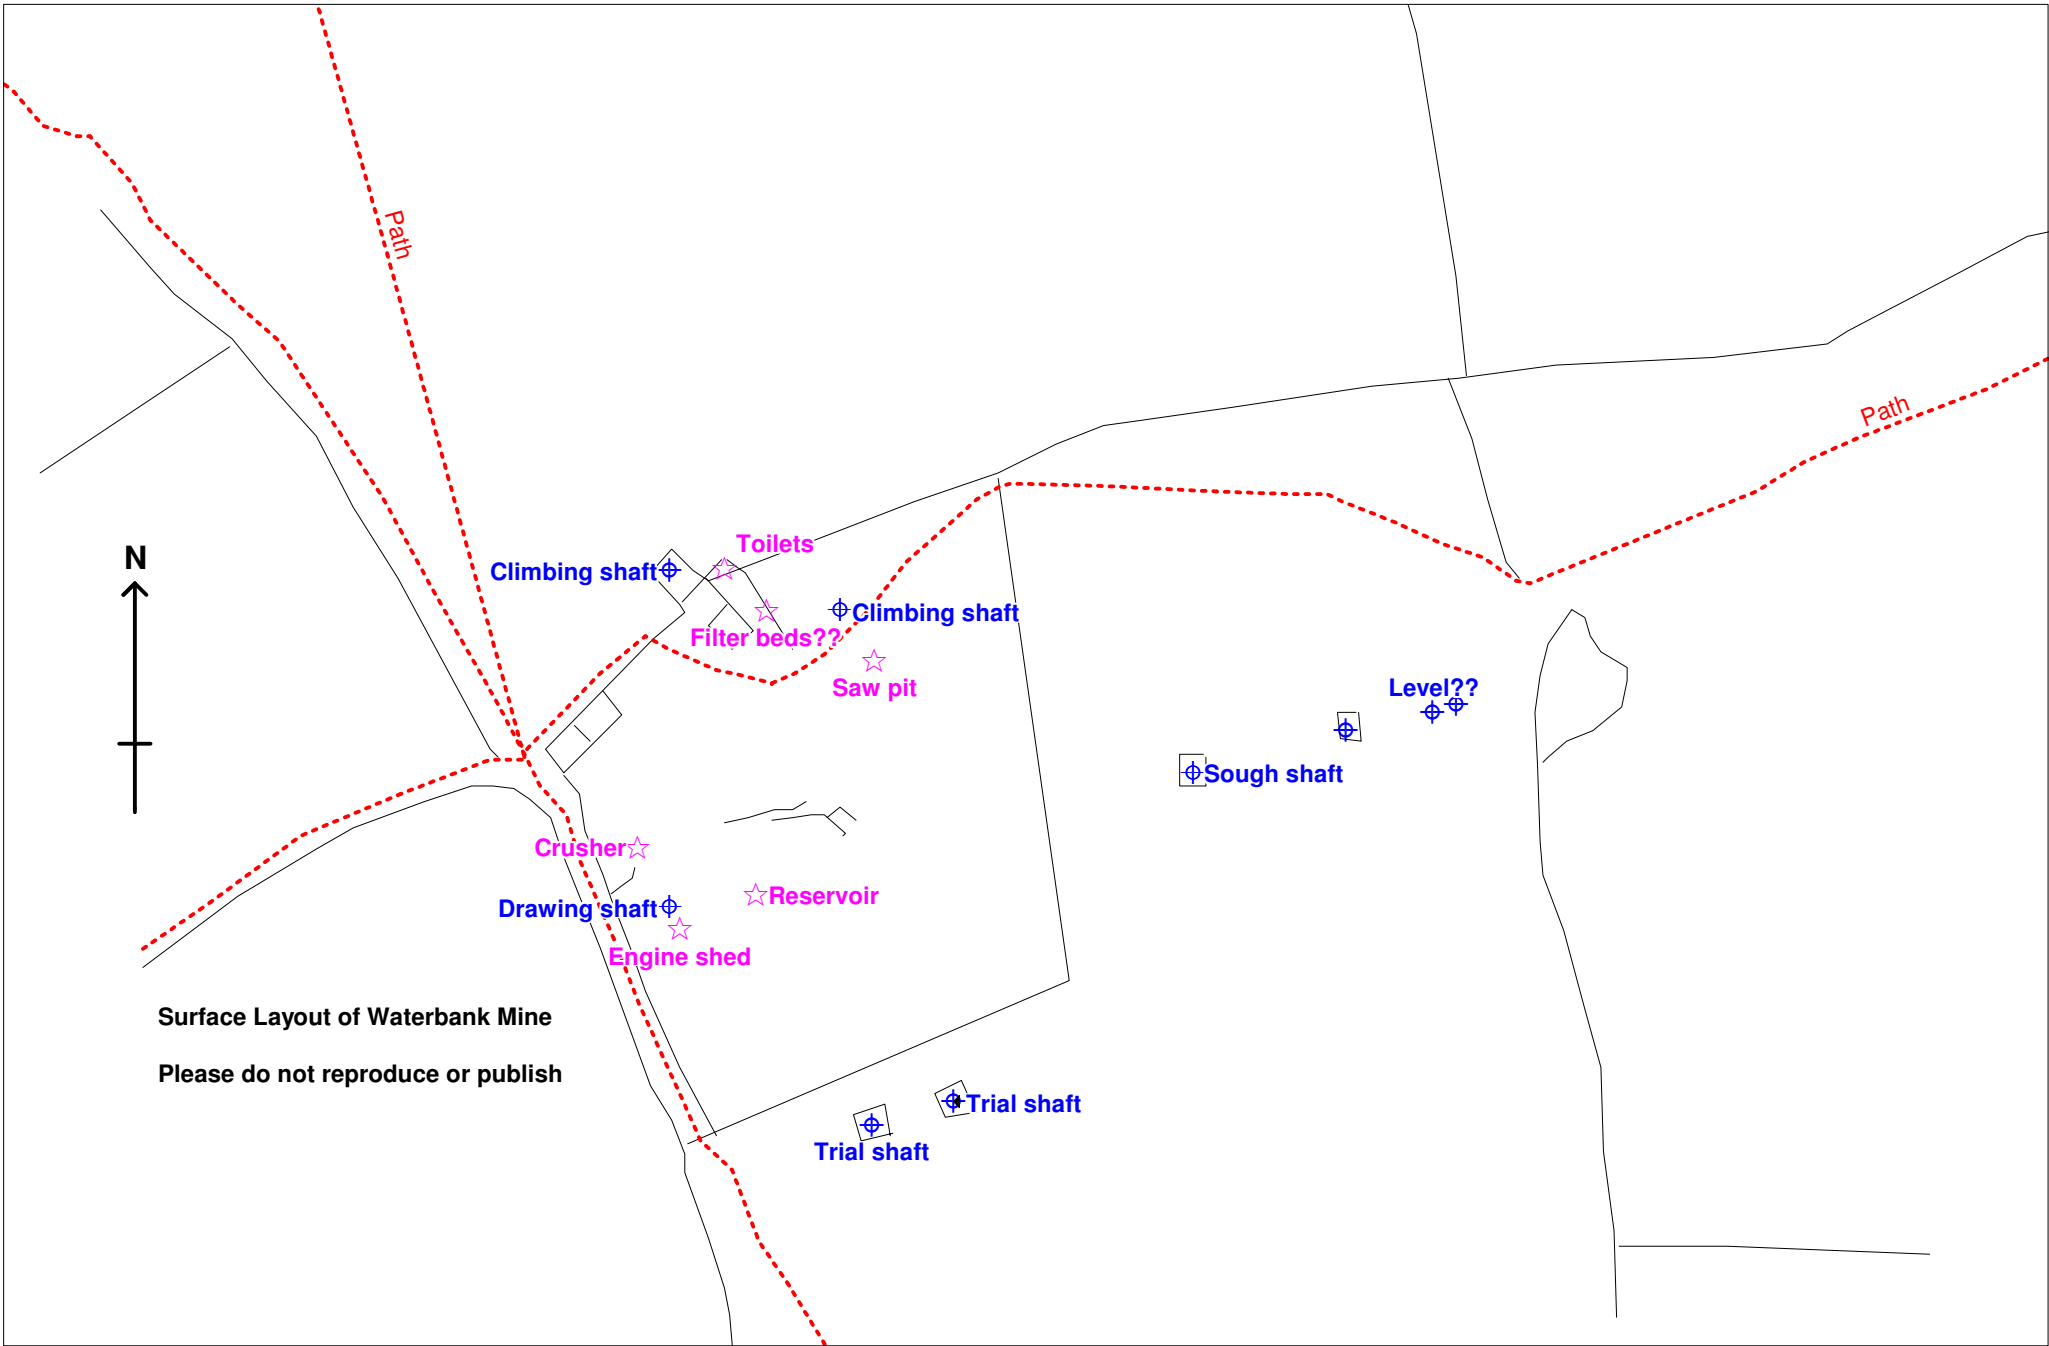 Path
Path
N
Toilets
Climbing shaft
Climbing shaft
Filter beds??
Saw pit
Level??
Sough shaft
Crusher
Reservoir
Drawing shaft
Engine shed
Surface Layout of Waterbank Mine
Please do not reproduce or publish
Trial shaft
Trial shaft